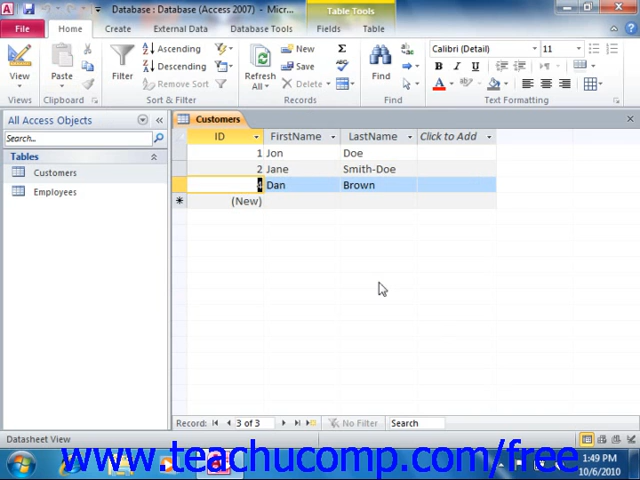 Database : Database (Access 2007) - Micr...
Table Tools
File Home Create External Data Database Tools Fields Table
View
Views
Paste
Clipboard
Filter
Ascending
Descending
Remove Sort
Sort & Filter
Refresh All
New
Save
Delete
Records
Find
Find
Calibri (Detail) 11
B I U
A
Text Formatting
All Access Objects
Search...
Tables
Customers
Employees
Customers
ID FirstName LastName Click to Add
1 Jon Doe
2 Jane Smith-Doe
4 Dan Brown
(New)
Record: 3 of 3 No Filter Search
Datasheet View
www.teachucomp.com/free
1:49 PM
10/6/2010